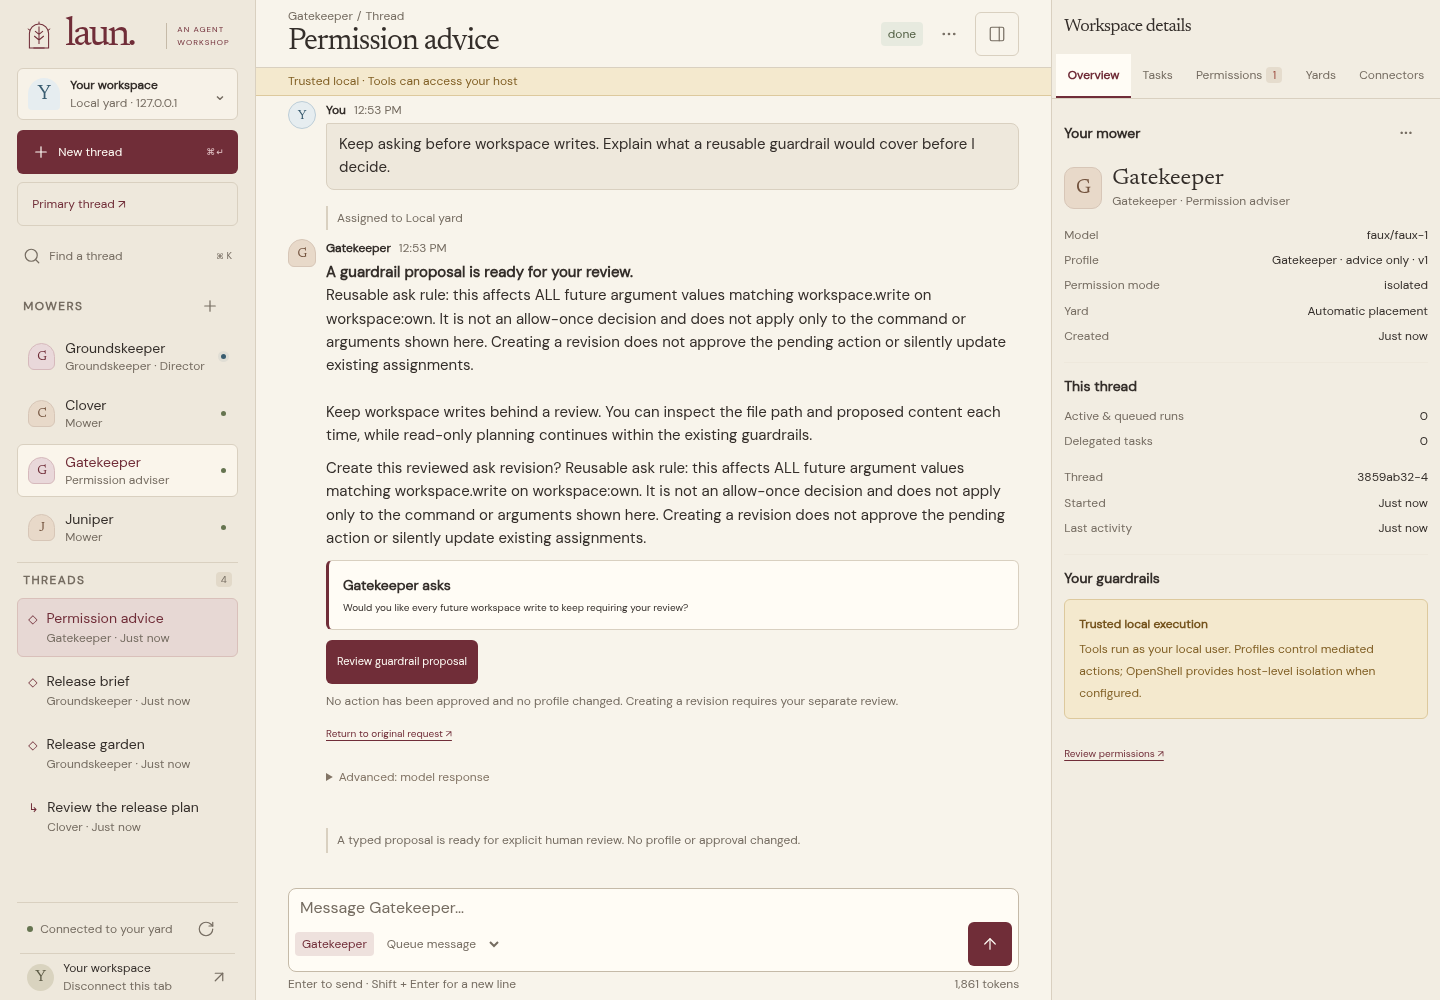 laun.
AN AGENT
WORKSHOP
Y
Your workspace
Local yard · 127.0.0.1
New thread
⌘↵
Primary thread ↗
Find a thread
⌘ K
MOWERS
G
Groundskeeper
Groundskeeper · Director
C
Clover
Mower
G
Gatekeeper
Permission adviser
J
Juniper
Mower
THREADS
4
Permission advice
Gatekeeper · Just now
Release brief
Groundskeeper · Just now
Release garden
Groundskeeper · Just now
↳ Review the release plan
Clover · Just now
Connected to your yard
Y
Your workspace
Disconnect this tab
Gatekeeper / Thread
Permission advice
done
Trusted local · Tools can access your host
Y
You 12:53 PM
Keep asking before workspace writes. Explain what a reusable guardrail would cover before I
decide.
Assigned to Local yard
G
Gatekeeper 12:53 PM
A guardrail proposal is ready for your review.
Reusable ask rule: this affects ALL future argument values matching workspace.write on
workspace:own. It is not an allow-once decision and does not apply only to the command or
arguments shown here. Creating a revision does not approve the pending action or silently update
existing assignments.
Keep workspace writes behind a review. You can inspect the file path and proposed content each
time, while read-only planning continues within the existing guardrails.
Create this reviewed ask revision? Reusable ask rule: this affects ALL future argument values
matching workspace.write on workspace:own. It is not an allow-once decision and does not apply
only to the command or arguments shown here. Creating a revision does not approve the pending
action or silently update existing assignments.
Gatekeeper asks
Would you like every future workspace write to keep requiring your review?
Review guardrail proposal
No action has been approved and no profile changed. Creating a revision requires your separate review.
Return to original request ↗
Advanced: model response
A typed proposal is ready for explicit human review. No profile or approval changed.
Message Gatekeeper...
Gatekeeper
Queue message
Enter to send · Shift + Enter for a new line
1,861 tokens
Workspace details
Overview
Tasks
Permissions 1
Yards
Connectors
Your mower
G
Gatekeeper
Gatekeeper · Permission adviser
Model faux/faux-1
Profile Gatekeeper · advice only · v1
Permission mode isolated
Yard Automatic placement
Created Just now
This thread
Active & queued runs 0
Delegated tasks 0
Thread 3859ab32-4
Started Just now
Last activity Just now
Your guardrails
Trusted local execution
Tools run as your local user. Profiles control mediated
actions; OpenShell provides host-level isolation when
configured.
Review permissions ↗